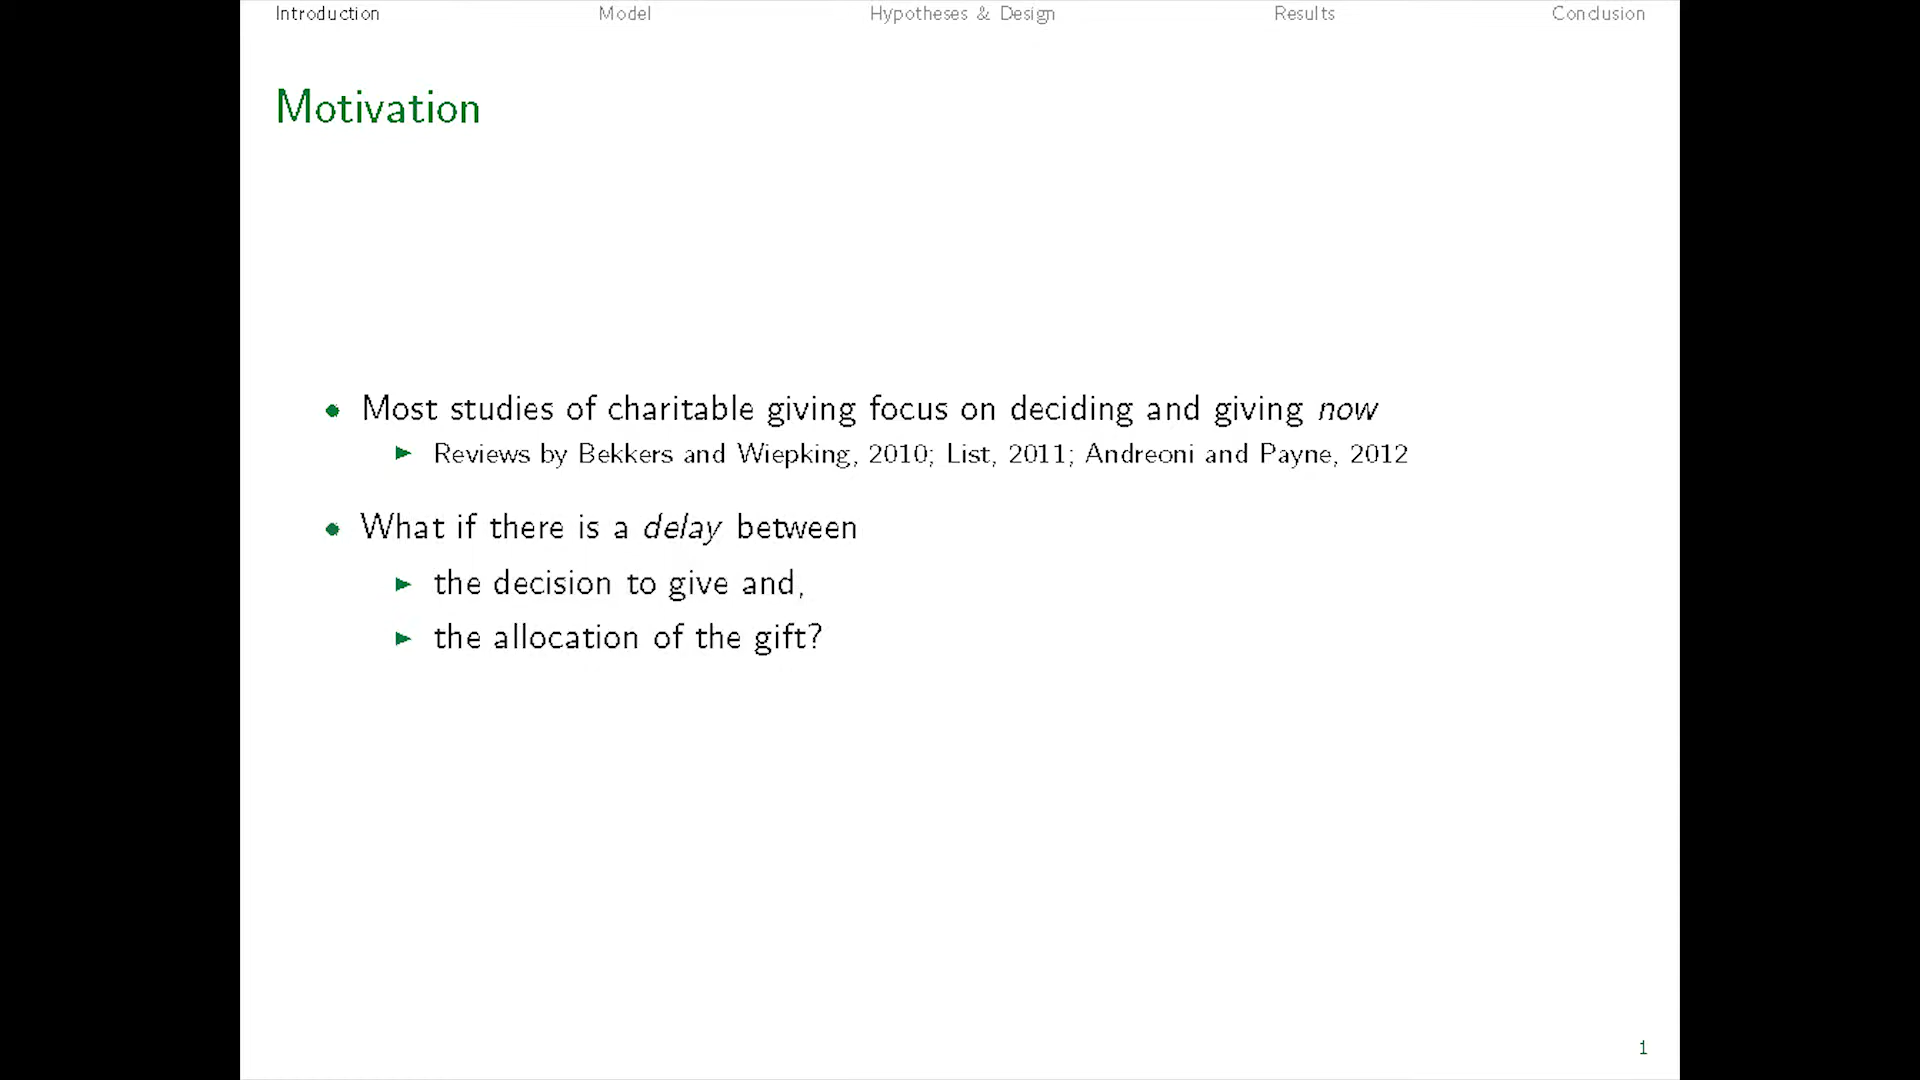 Introduction Model Hypotheses & Design Results Conclusion
Motivation
• Most studies of charitable giving focus on deciding and giving now
▶ Reviews by Bekkers and Wiepking, 2010; List, 2011; Andreoni and Payne, 2012
• What if there is a delay between
▶ the decision to give and,
▶ the allocation of the gift?
1